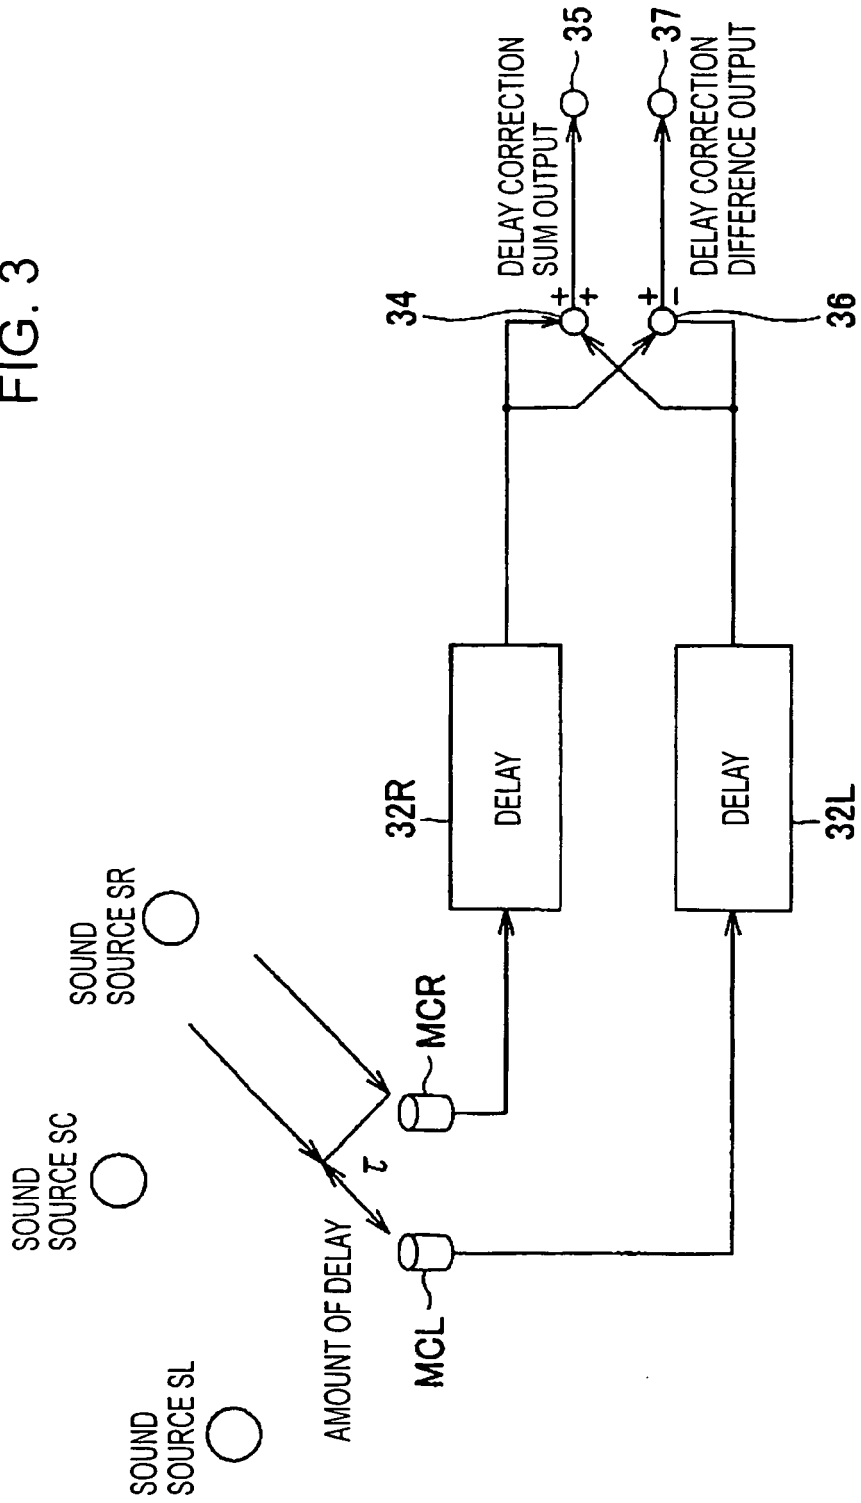 FIG. 3
SOUND
SOURCE SL
SOUND
SOURCE SC
SOUND
SOURCE SR
AMOUNT OF DELAY
τ
MCL
MCR
32R
DELAY
32L
DELAY
34
+
+
DELAY CORRECTION
SUM OUTPUT
35
36
+
−
DELAY CORRECTION
DIFFERENCE OUTPUT
37